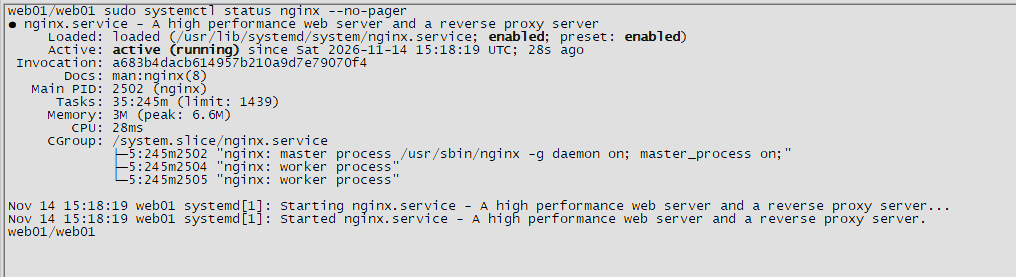 web01/web01 sudo systemctl status nginx --no-pager
● nginx.service - A high performance web server and a reverse proxy server
Loaded: loaded (/usr/lib/systemd/system/nginx.service; enabled; preset: enabled)
Active: active (running) since Sat 2026-11-14 15:18:19 UTC; 28s ago
Invocation: a683b4dacb614957b210a9d7e79070f4
Docs: man:nginx(8)
Main PID: 2502 (nginx)
Tasks: 35:245m (limit: 1439)
Memory: 3M (peak: 6.6M)
CPU: 28ms
CGroup: /system.slice/nginx.service
├─5:245m2502 "nginx: master process /usr/sbin/nginx -g daemon on; master_process on;"
├─5:245m2504 "nginx: worker process"
└─5:245m2505 "nginx: worker process"
Nov 14 15:18:19 web01 systemd[1]: Starting nginx.service - A high performance web server and a reverse proxy server...
Nov 14 15:18:19 web01 systemd[1]: Started nginx.service - A high performance web server and a reverse proxy server.
web01/web01